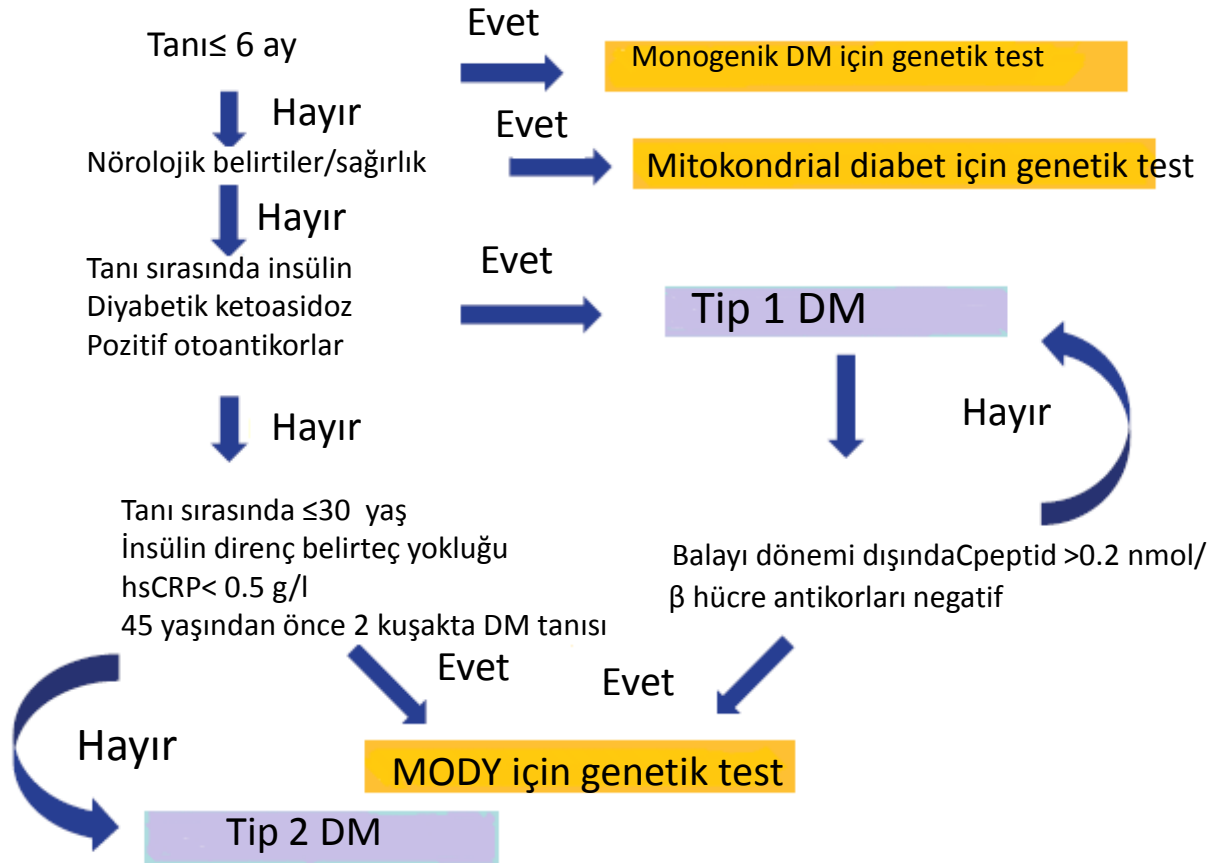 Tanı≤ 6 ay
Evet
Monogenik DM için genetik test
Hayır
Nörolojik belirtiler/sağırlık
Evet
Mitokondrial diabet için genetik test
Hayır
Tanı sırasında insülin
Diyabetik ketoasidoz
Pozitif otoantikorlar
Evet
Tip 1 DM
Hayır
Hayır
Tanı sırasında ≤30 yaş
İnsülin direnç belirteç yokluğu
hsCRP< 0.5 g/l
45 yaşından önce 2 kuşakta DM tanısı
Balayı dönemi dışındaCpeptid >0.2 nmol/
β hücre antikorları negatif
Evet
Evet
Hayır
MODY için genetik test
Tip 2 DM